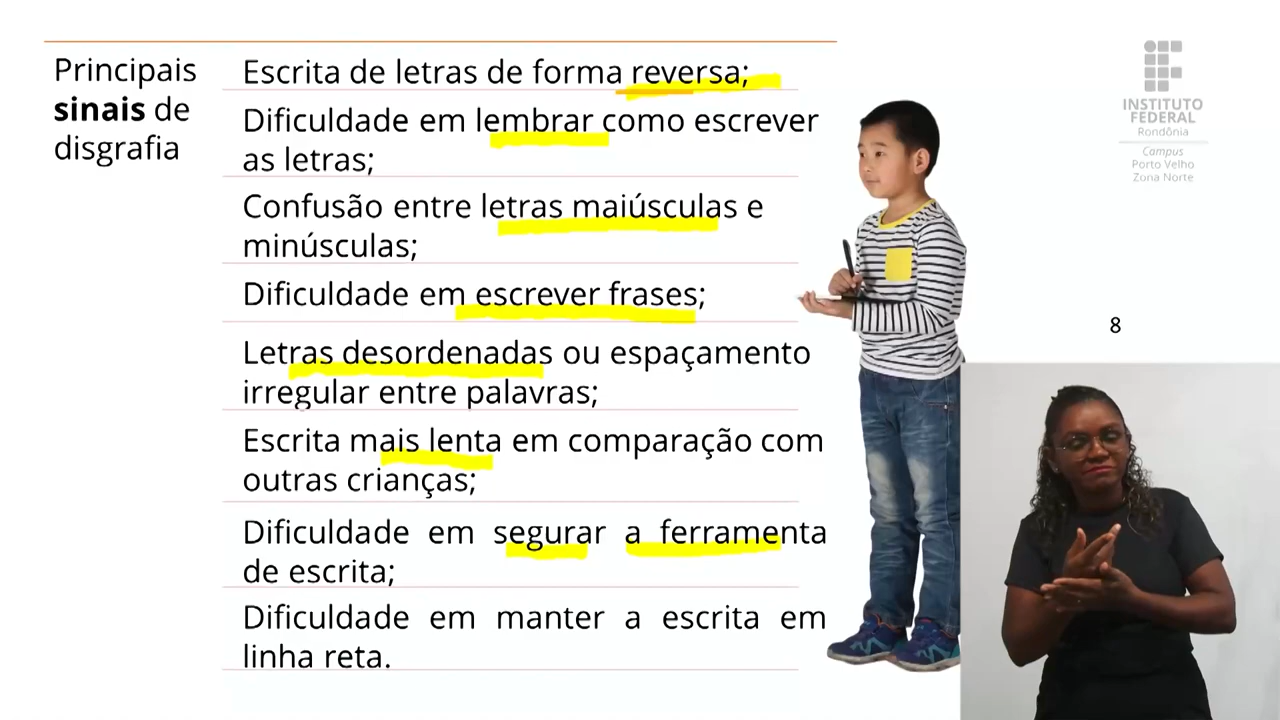 Principais
sinais de
disgrafia
Escrita de letras de forma reversa;
Dificuldade em lembrar como escrever
as letras;
Confusão entre letras maiúsculas e
minúsculas;
Dificuldade em escrever frases;
Letras desordenadas ou espaçamento
irregular entre palavras;
Escrita mais lenta em comparação com
outras crianças;
Dificuldade em segurar a ferramenta
de escrita;
Dificuldade em manter a escrita em
linha reta.
INSTITUTO
FEDERAL
Rondônia
Campus
Porto Velho
Zona Norte
8